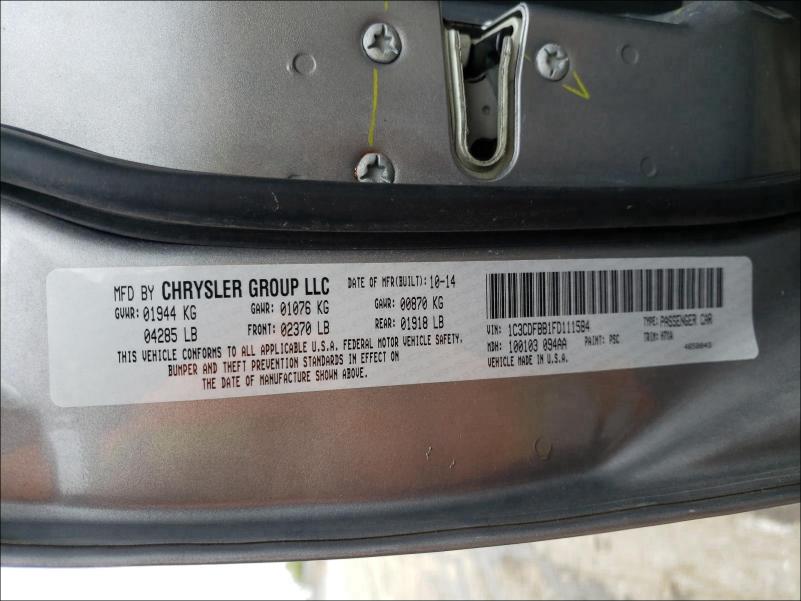 MFD BY CHRYSLER GROUP LLC DATE OF MFR(BUILT): 10-14
GVWR: 01944 KG GAWR: 01076 KG GAWR: 00870 KG
04285 LB FRONT: 02370 LB REAR: 01918 LB
THIS VEHICLE CONFORMS TO ALL APPLICABLE U.S.A. FEDERAL MOTOR VEHICLE SAFETY,
BUMPER AND THEFT PREVENTION STANDARDS IN EFFECT ON
THE DATE OF MANUFACTURE SHOWN ABOVE.
VIN: 1C3CDFBB1FD111584 TYPE: PASSENGER CAR
MDH: 100103 094AA PAINT: PSC TRIM:
VEHICLE MADE IN U.S.A.